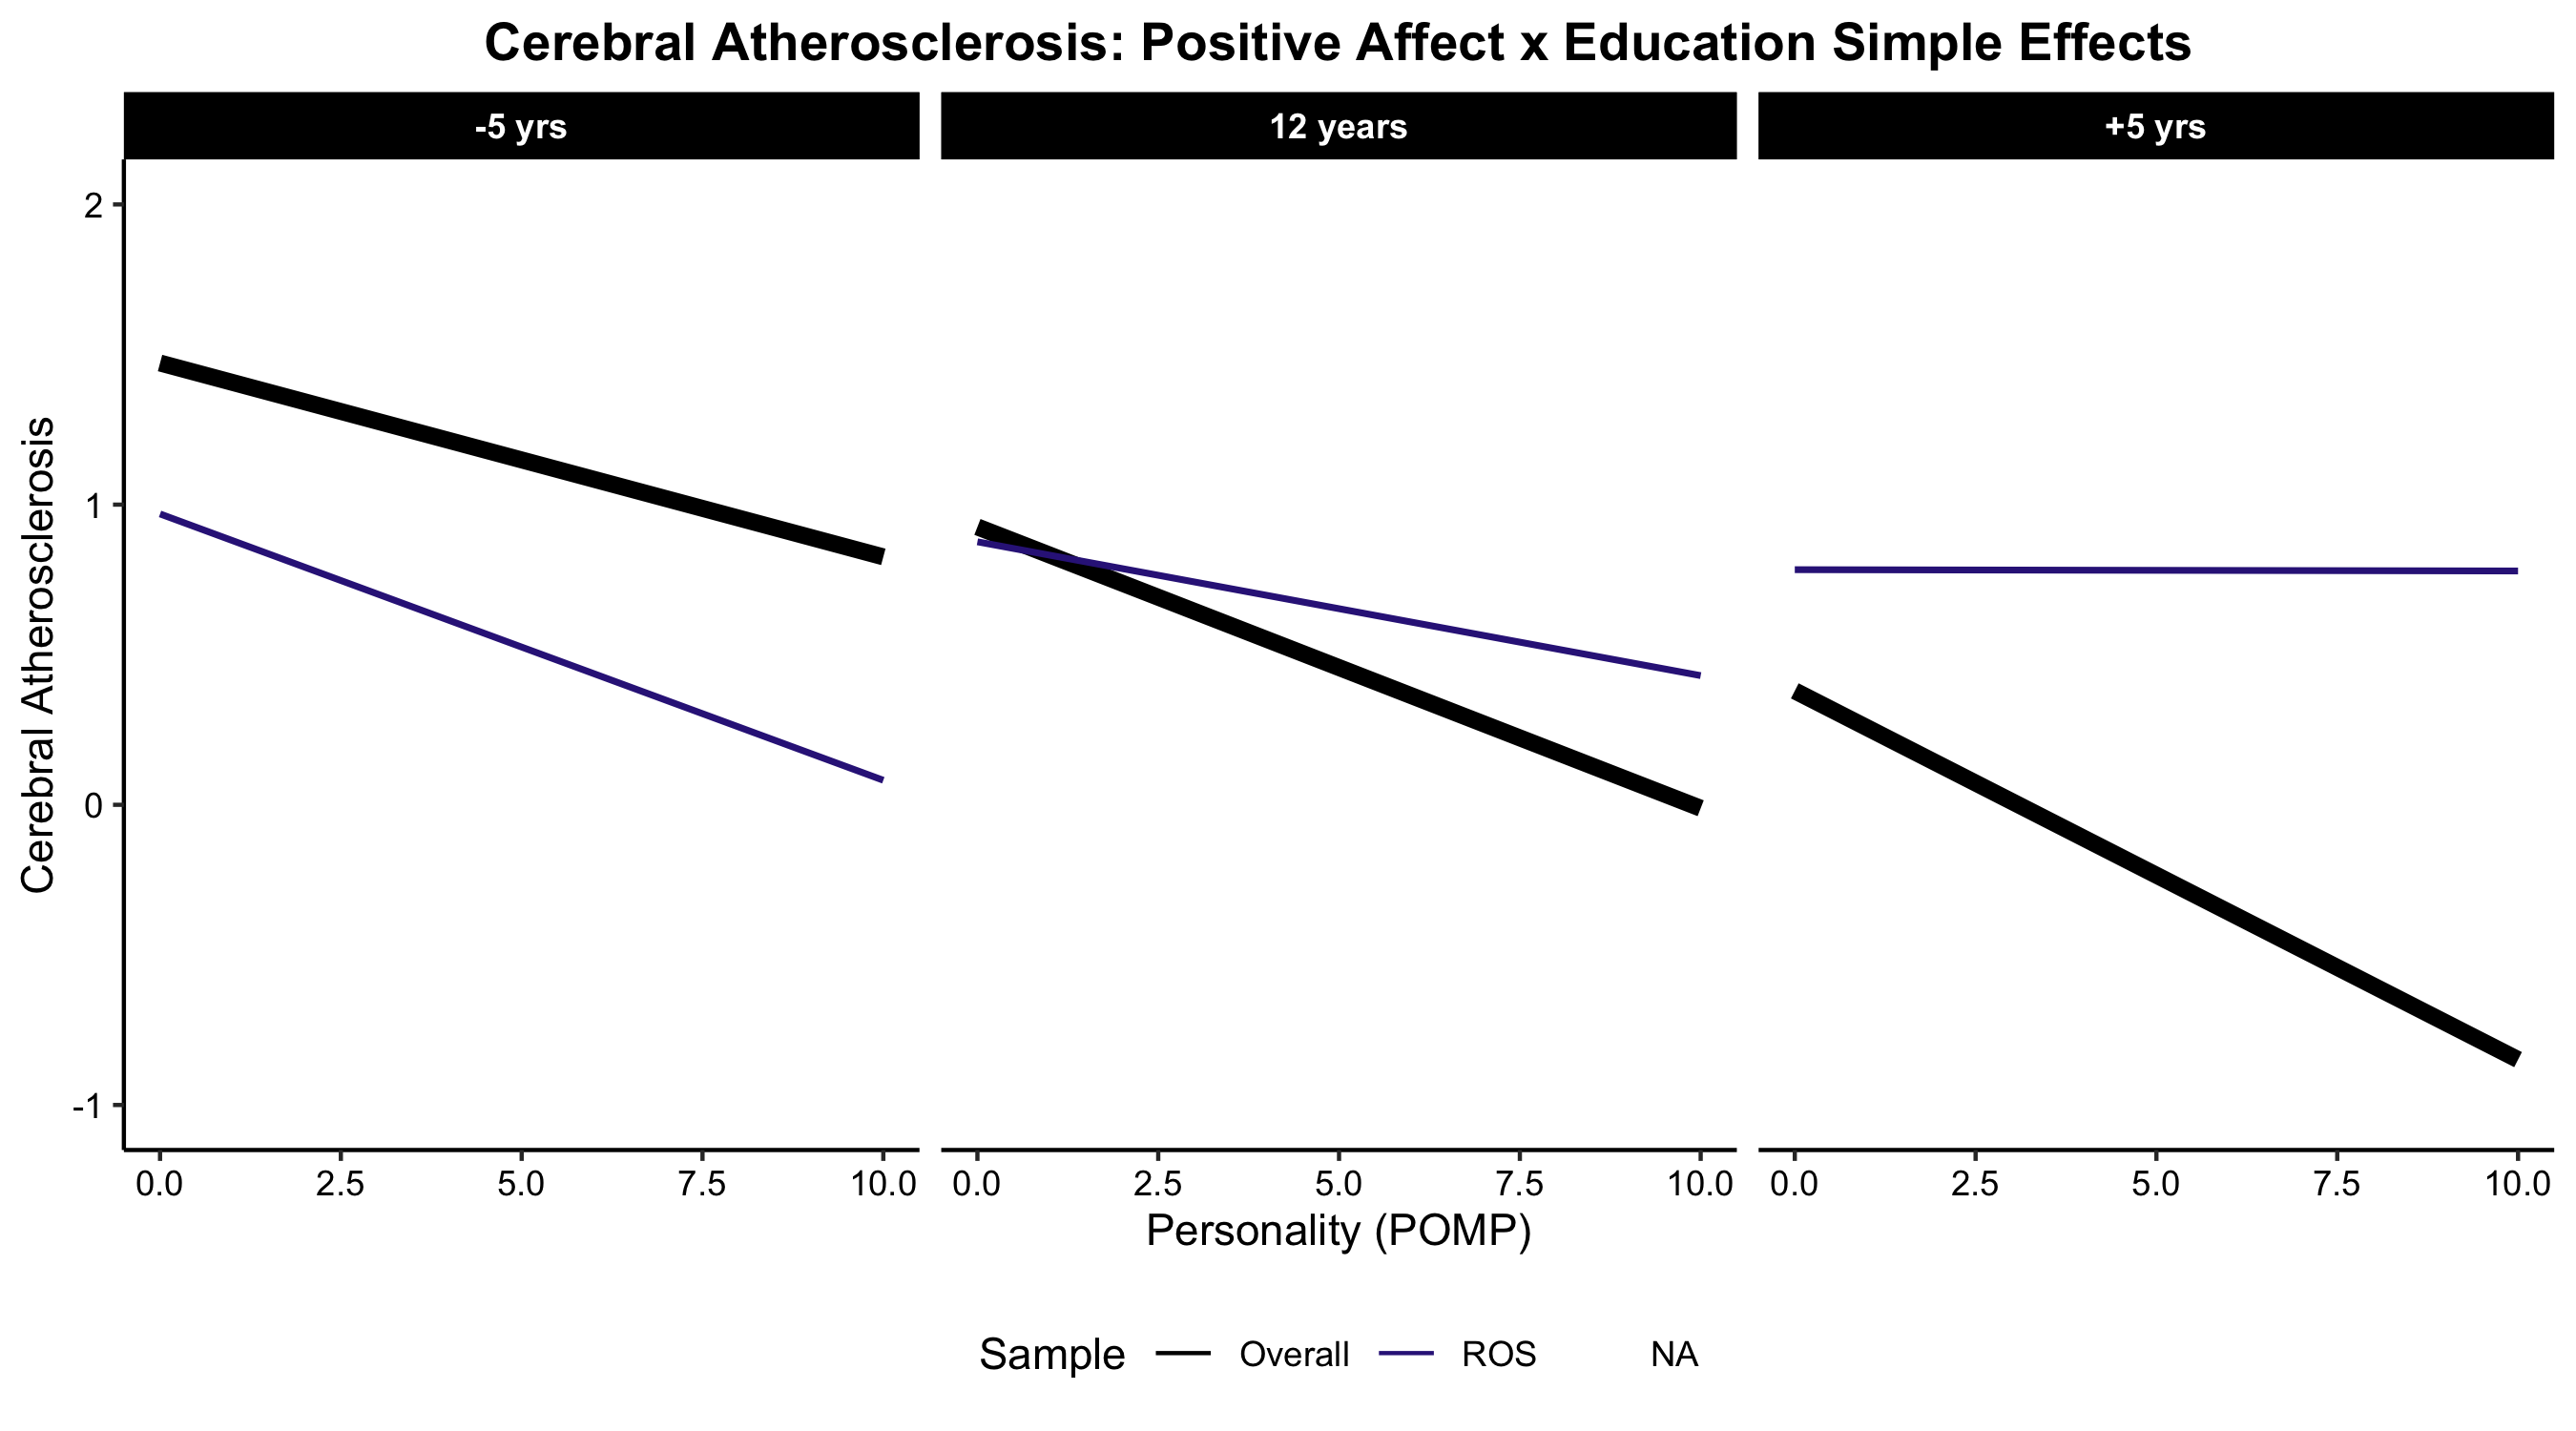 Cerebral Atherosclerosis: Positive Affect x Education Simple Effects
-5 yrs
12 years
+5 yrs
Cerebral Atherosclerosis
2
1
0
-1
0.0 2.5 5.0 7.5 10.0
0.0 2.5 5.0 7.5 10.0
0.0 2.5 5.0 7.5 10.0
Personality (POMP)
Sample Overall ROS NA